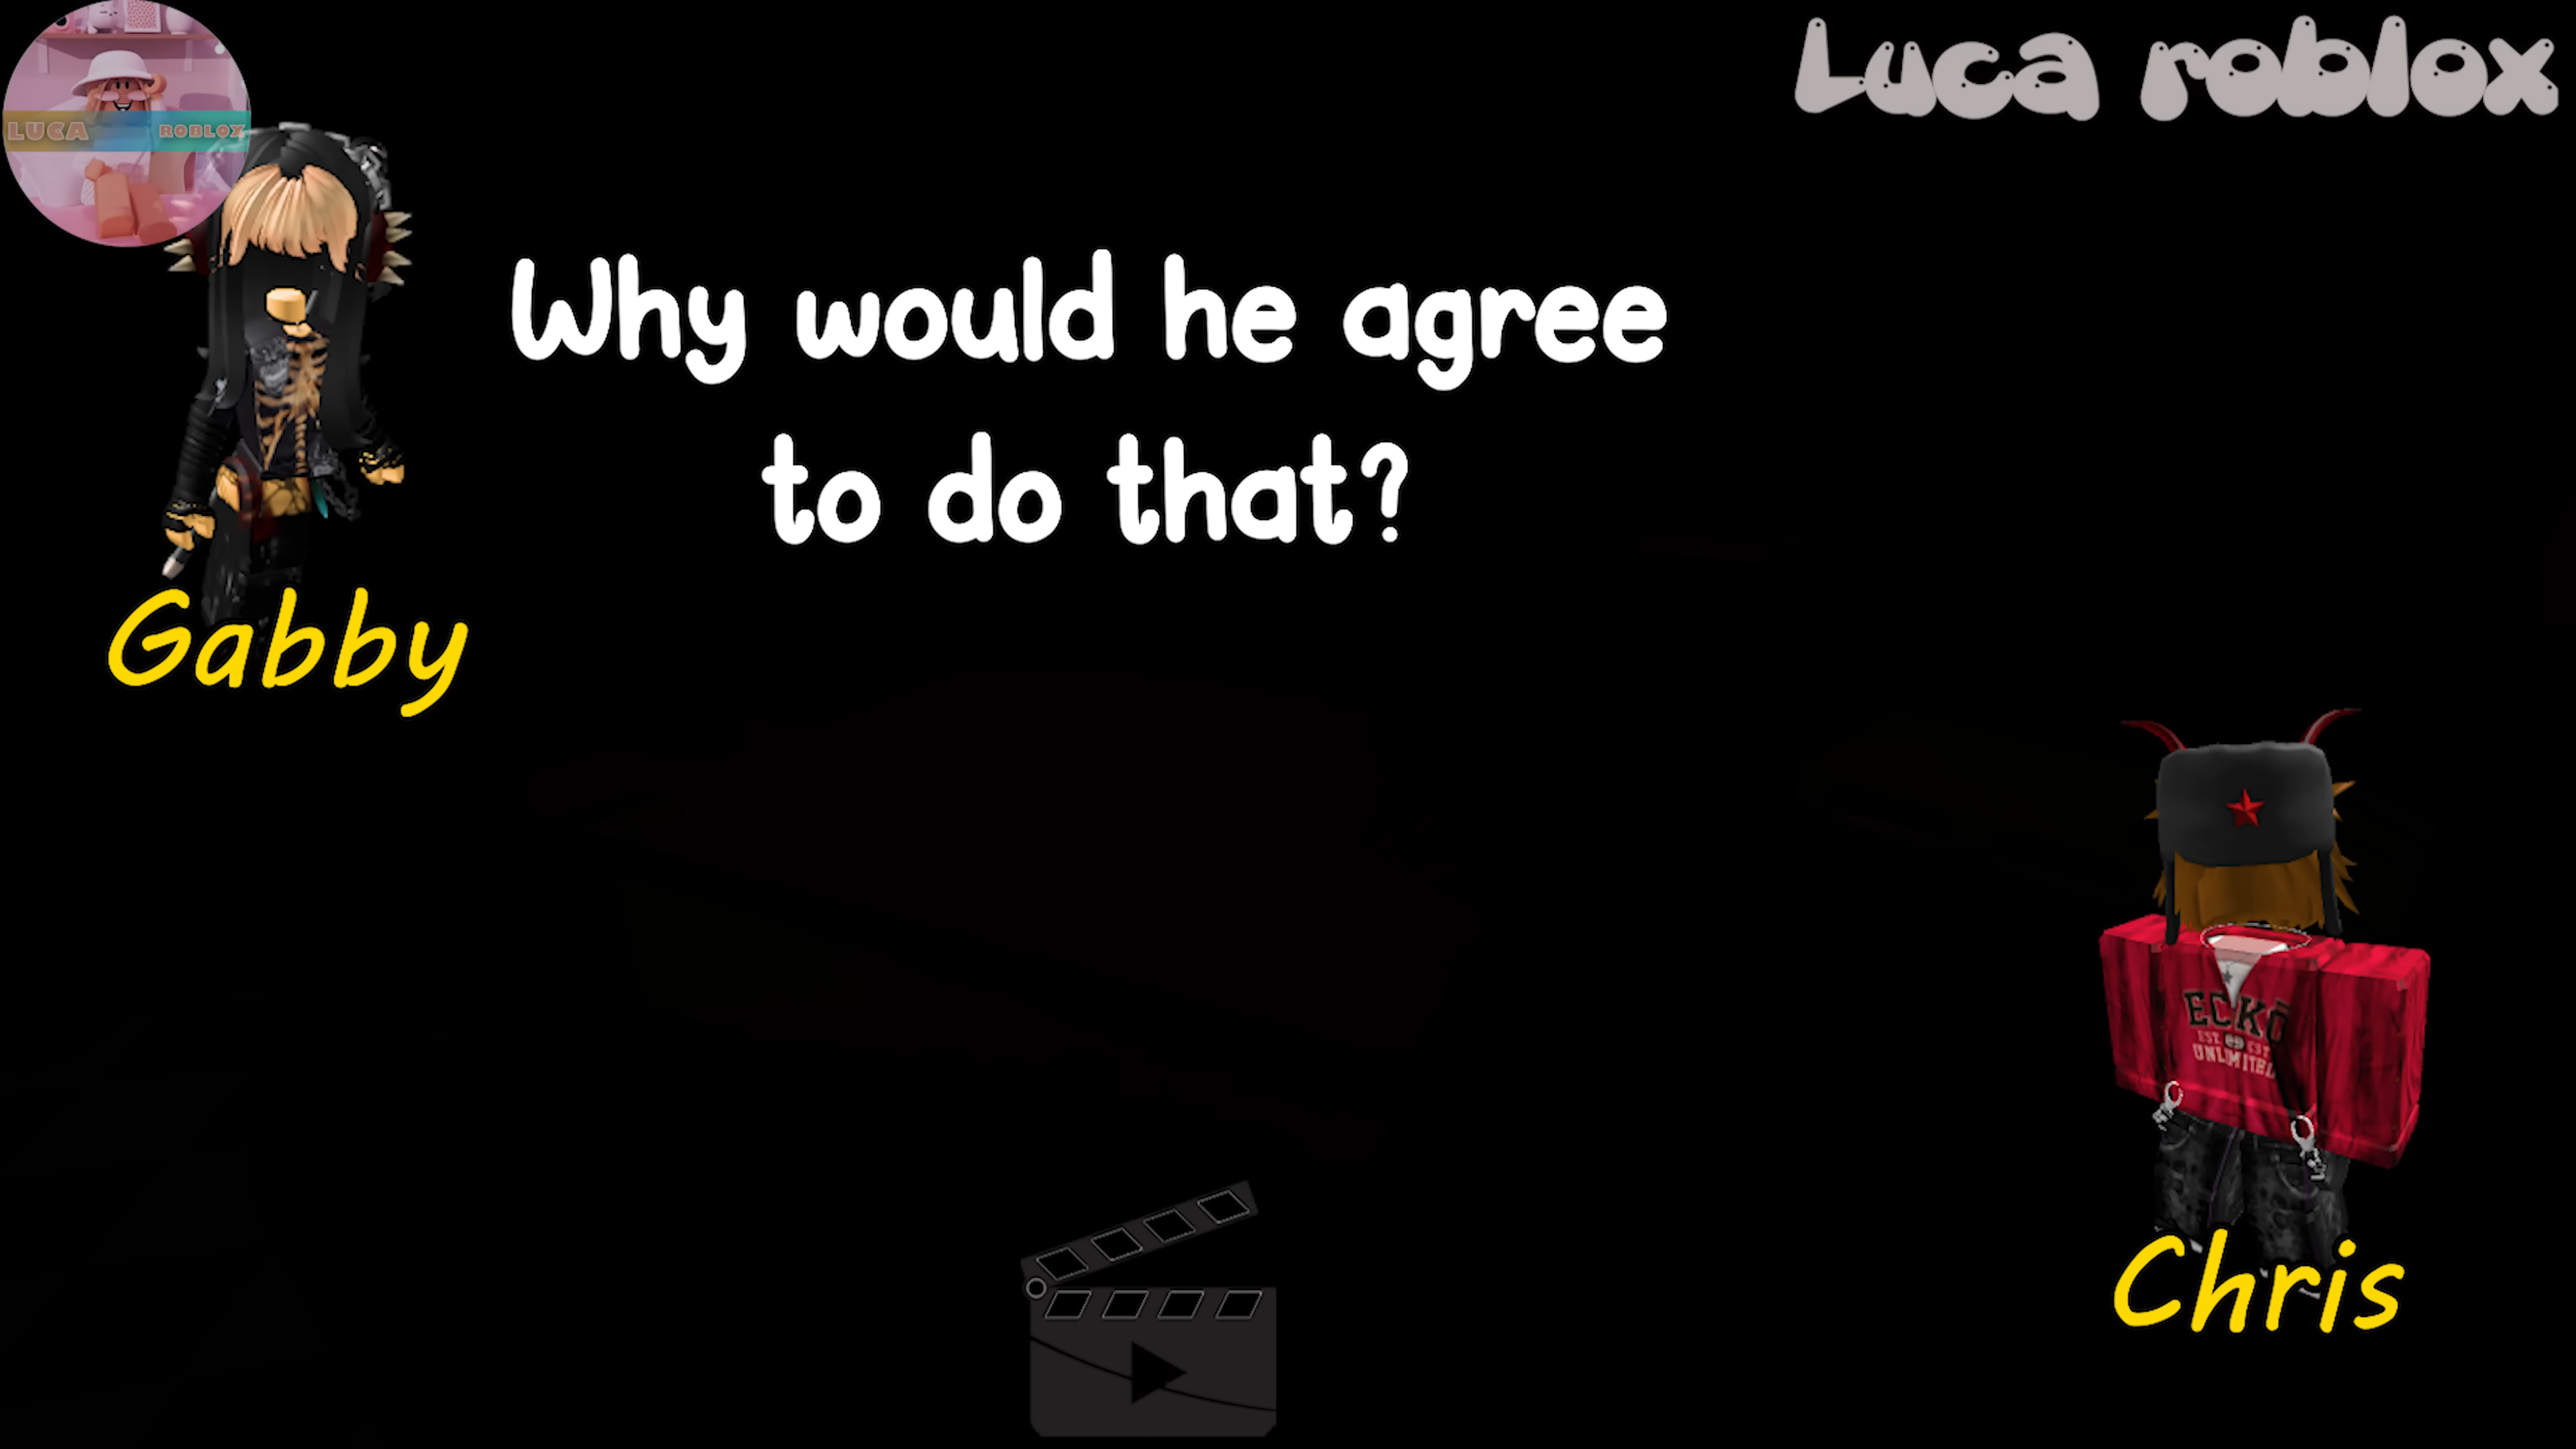 Luca roblox
LUCA ROBLOX
Why would he agree
to do that?
Gabby
ECKO
UNLIMITED
Chris